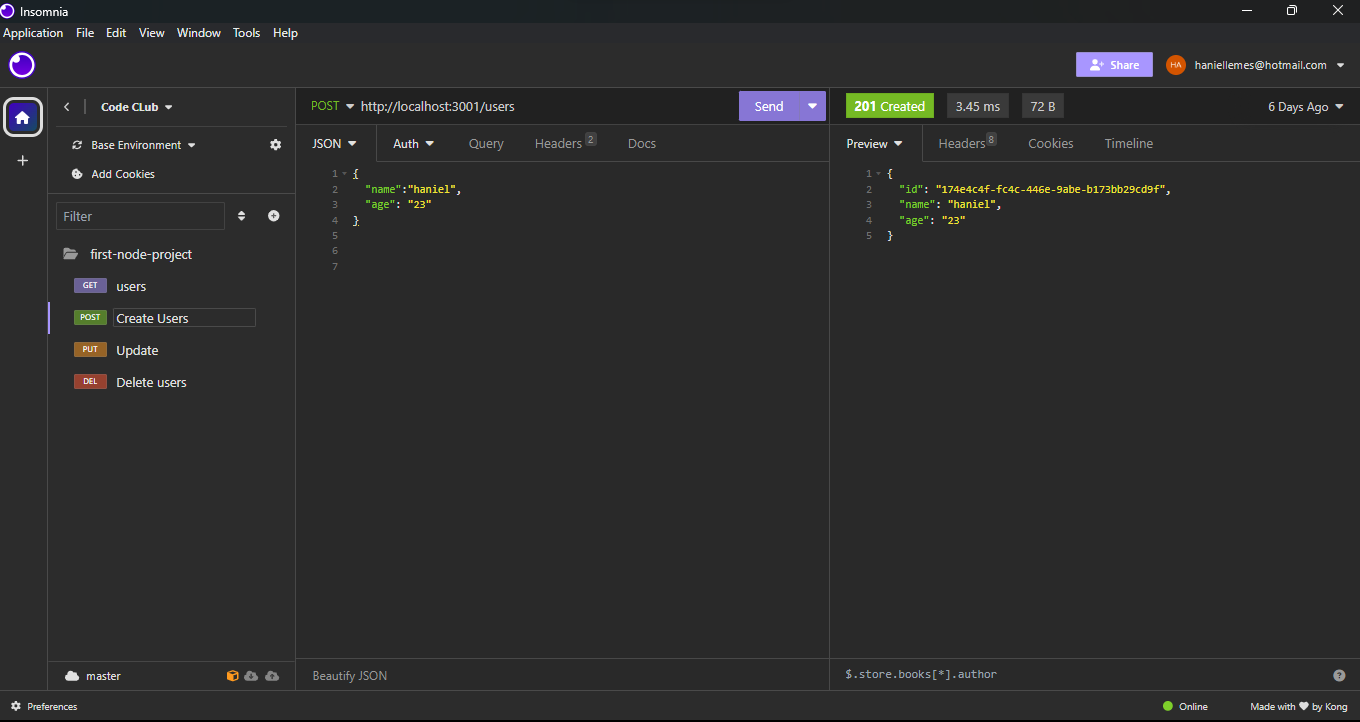 Insomnia
Application File Edit View Window Tools Help
Share HA haniellemes@hotmail.com
Code CLub
Base Environment
Add Cookies
Filter
first-node-project
GET users
POST Create Users
PUT Update
DEL Delete users
master
POST http://localhost:3001/users Send
JSON Auth Query Headers 2 Docs
1 {
2 "name":"haniel",
3 "age": "23"
4 }
5
6
7
Beautify JSON
201 Created 3.45 ms 72 B 6 Days Ago
Preview Headers 8 Cookies Timeline
1 {
2 "id": "174e4c4f-fc4c-446e-9abe-b173bb29cd9f",
3 "name": "haniel",
4 "age": "23"
5 }
$.store.books[*].author ?
Preferences Online Made with ❤ by Kong